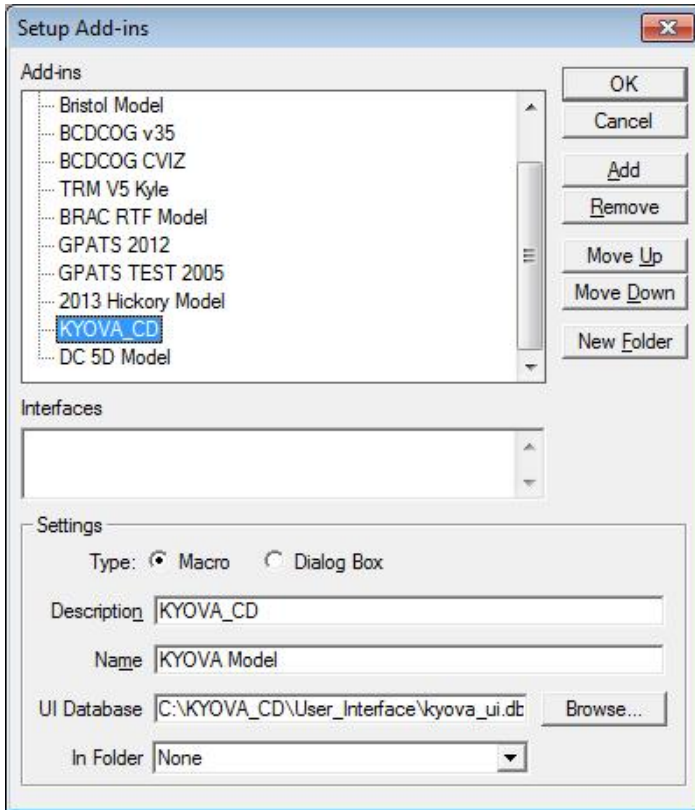 Setup Add-ins
Add-ins
Bristol Model
BCDCOG v35
BCDCOG CVIZ
TRM V5 Kyle
BRAC RTF Model
GPATS 2012
GPATS TEST 2005
2013 Hickory Model
KYOVA_CD
DC 5D Model
OK
Cancel
Add
Remove
Move Up
Move Down
New Folder
Interfaces
Settings
Type: Macro Dialog Box
Description KYOVA_CD
Name KYOVA Model
UI Database C:\KYOVA_CD\User_Interface\kyova_ui.db Browse...
In Folder None